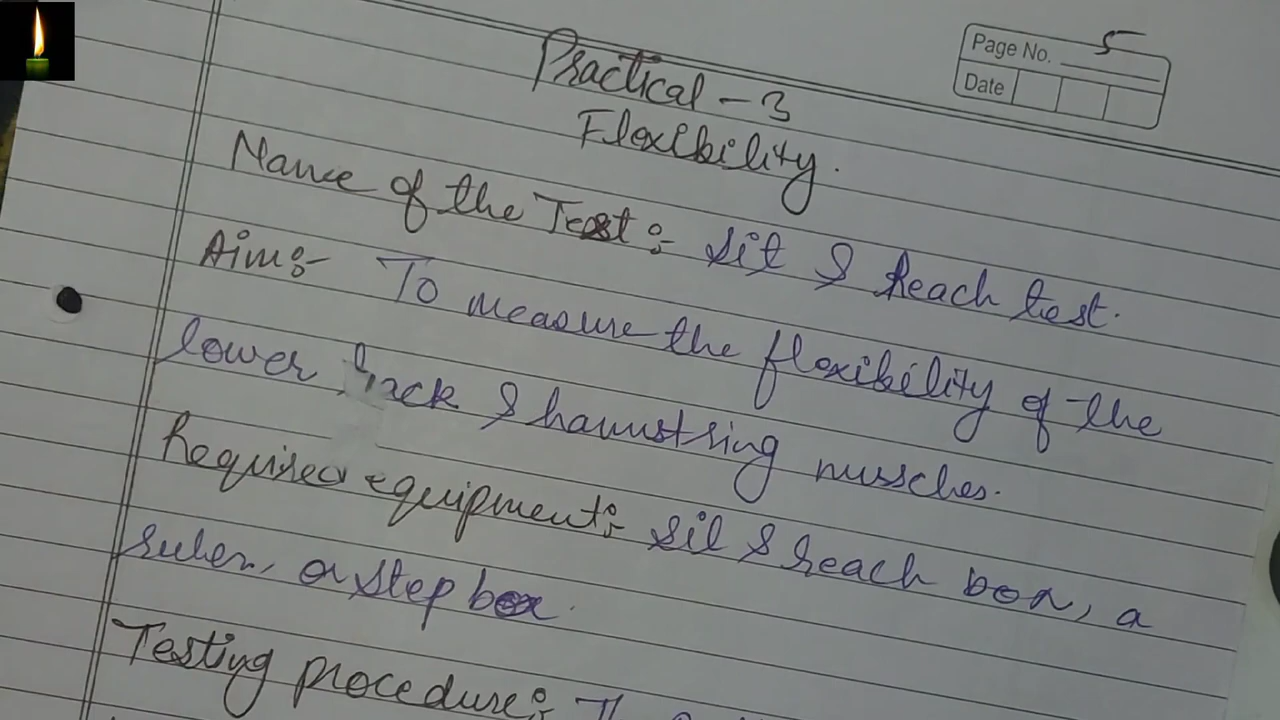 Page No. 5
Date
Practical - 3
Flexibility.
Name of the Test :- Sit & Reach test.
Aim :- To measure the flexibility of the
lower back & hamstring muscles.
Required equipment :- Sit & reach box, a
ruler, or step box.
Testing procedure :-